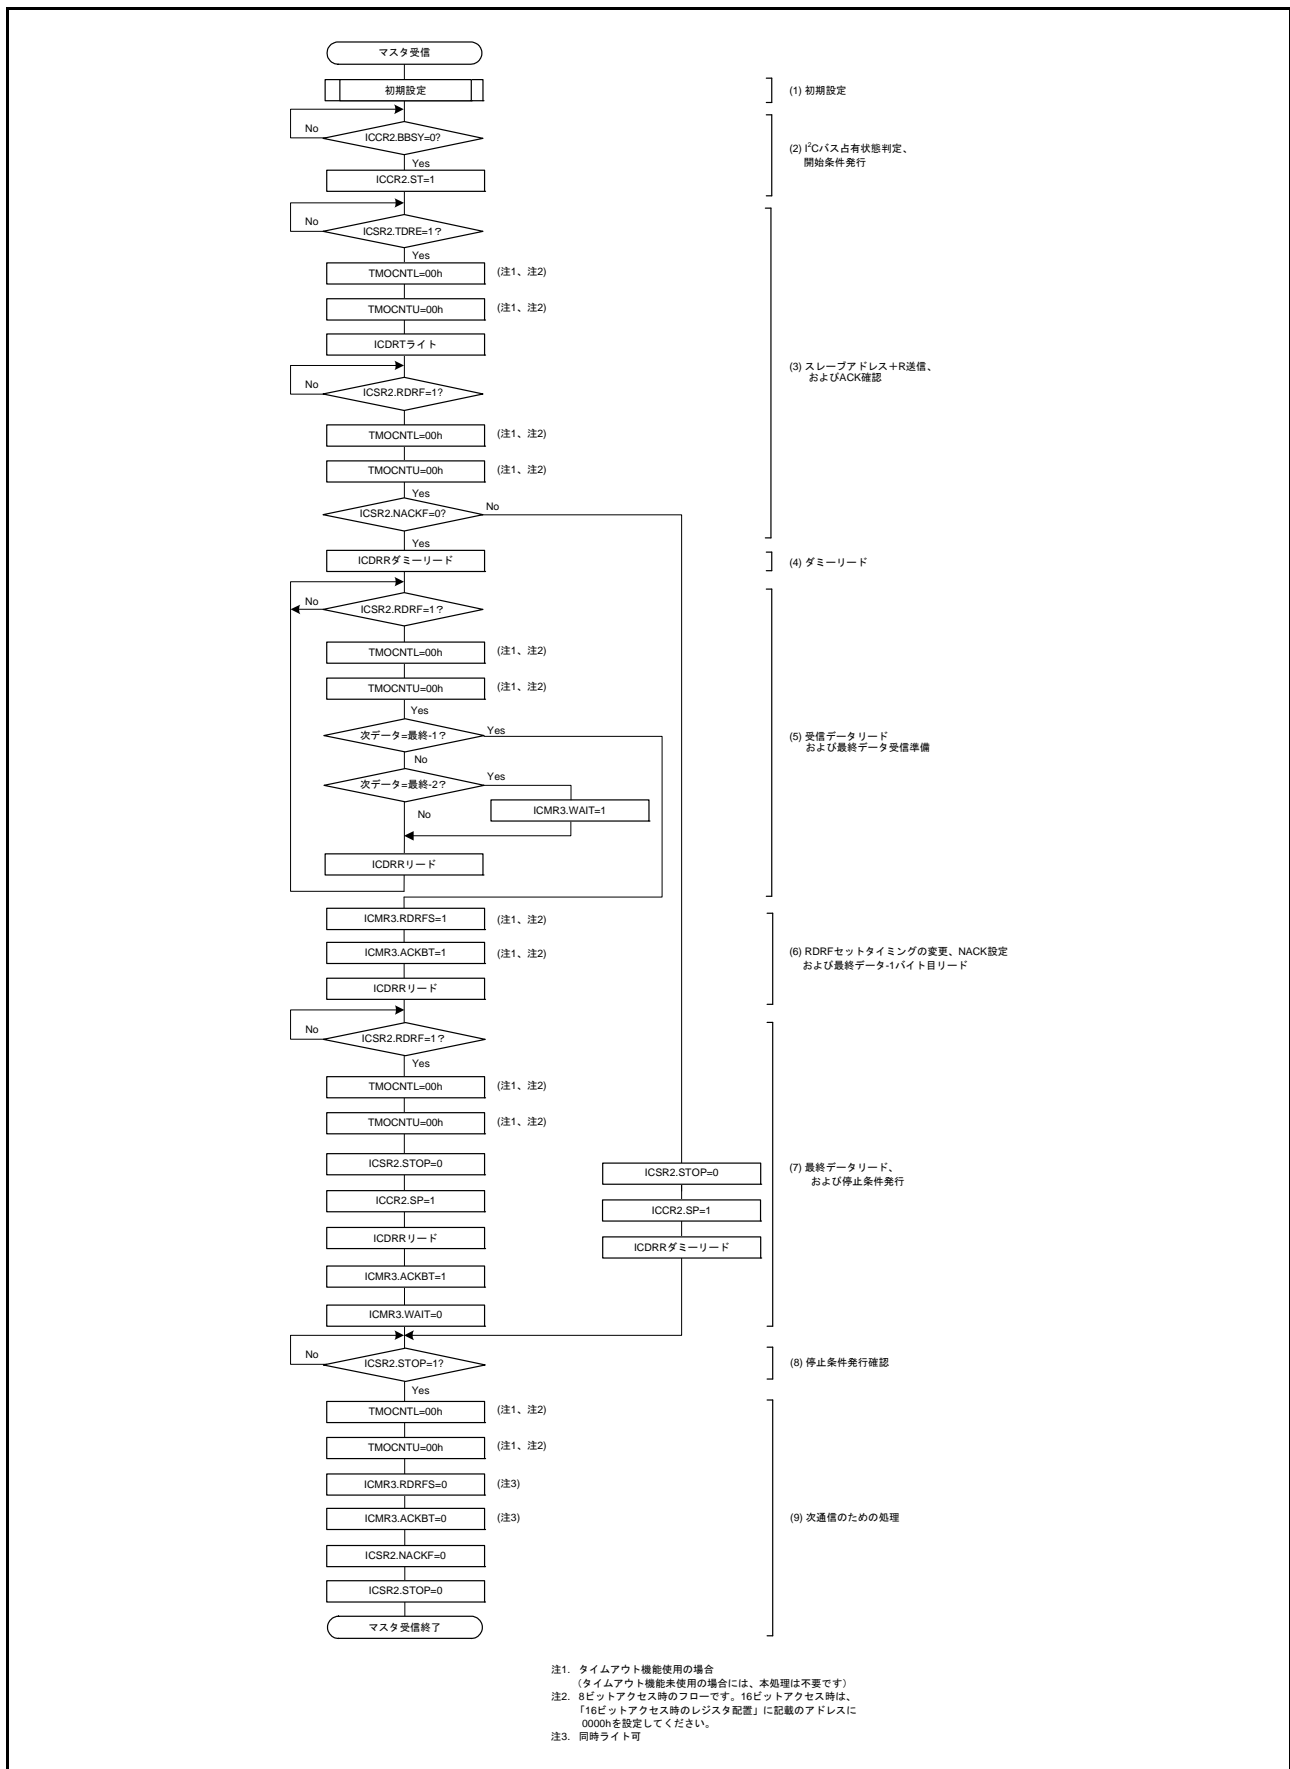 マスタ受信
初期設定
(1) 初期設定
No
ICCR2.BBSY=0?
Yes
(2) I²Cバス占有状態判定、
開始条件発行
ICCR2.ST=1
No
ICSR2.TDRE=1?
Yes
TMOCNTL=00h (注1、注2)
TMOCNTU=00h (注1、注2)
ICDRTライト
(3) スレーブアドレス+R送信、
およびACK確認
No
ICSR2.RDRF=1?
TMOCNTL=00h (注1、注2)
TMOCNTU=00h (注1、注2)
Yes
ICSR2.NACKF=0?
No
Yes
ICDRRダミーリード
(4) ダミーリード
No
ICSR2.RDRF=1?
TMOCNTL=00h (注1、注2)
TMOCNTU=00h (注1、注2)
Yes
次データ=最終-1?
Yes
(5) 受信データリード
および最終データ受信準備
No
次データ=最終-2?
Yes
ICMR3.WAIT=1
No
ICDRRリード
ICMR3.RDRFS=1 (注1、注2)
ICMR3.ACKBT=1 (注1、注2)
(6) RDRFセットタイミングの変更、NACK設定
および最終データ-1バイト目リード
ICDRRリード
No
ICSR2.RDRF=1?
Yes
TMOCNTL=00h (注1、注2)
TMOCNTU=00h (注1、注2)
ICSR2.STOP=0
ICCR2.SP=1
ICDRRリード
ICMR3.ACKBT=1
ICMR3.WAIT=0
ICSR2.STOP=0
ICCR2.SP=1
ICDRRダミーリード
(7) 最終データリード、
および停止条件発行
No
ICSR2.STOP=1?
(8) 停止条件発行確認
Yes
TMOCNTL=00h (注1、注2)
TMOCNTU=00h (注1、注2)
ICMR3.RDRFS=0 (注3)
ICMR3.ACKBT=0 (注3)
(9) 次通信のための処理
ICSR2.NACKF=0
ICSR2.STOP=0
マスタ受信終了
注1. タイムアウト機能使用の場合
(タイムアウト機能未使用の場合には、本処理は不要です)
注2. 8ビットアクセス時のフローです。16ビットアクセス時は、
「16ビットアクセス時のレジスタ配置」に記載のアドレスに
0000hを設定してください。
注3. 同時ライト可